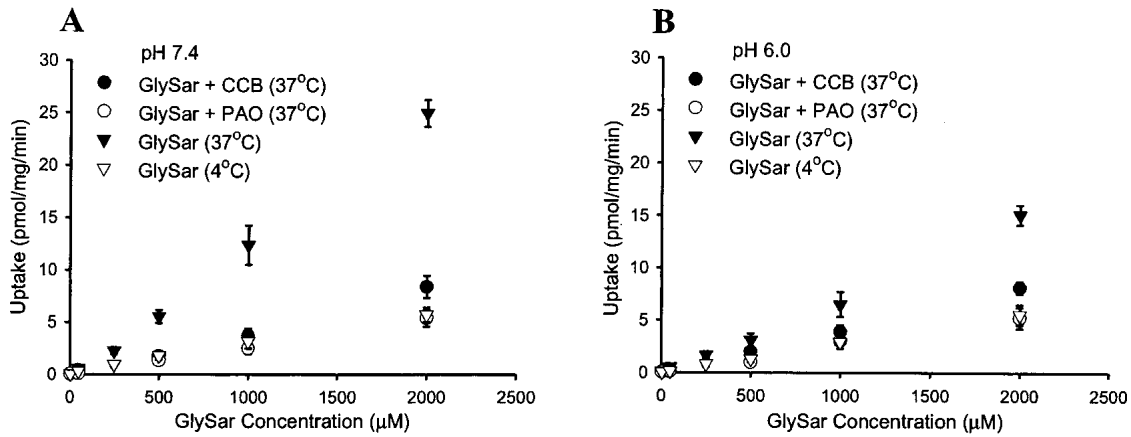 A
pH 7.4
GlySar + CCB (37°C)
GlySar + PAO (37°C)
GlySar (37°C)
GlySar (4°C)
Uptake (pmol/mg/min)
30
25
20
15
10
5
0
0 500 1000 1500 2000 2500
GlySar Concentration (µM)
B
pH 6.0
GlySar + CCB (37°C)
GlySar + PAO (37°C)
GlySar (37°C)
GlySar (4°C)
Uptake (pmol/mg/min)
30
25
20
15
10
5
0
0 500 1000 1500 2000 2500
GlySar Concentration (µM)